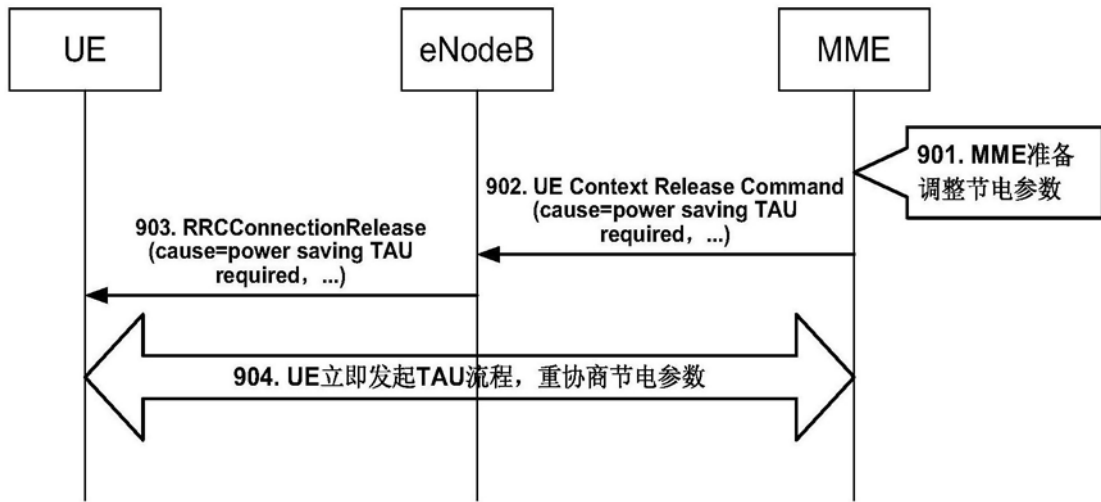 UE
eNodeB
MME
901. MME准备
调整节电参数
902. UE Context Release Command
(cause=power saving TAU
required，...)
903. RRCConnectionRelease
(cause=power saving TAU
required，...)
904. UE立即发起TAU流程，重协商节电参数